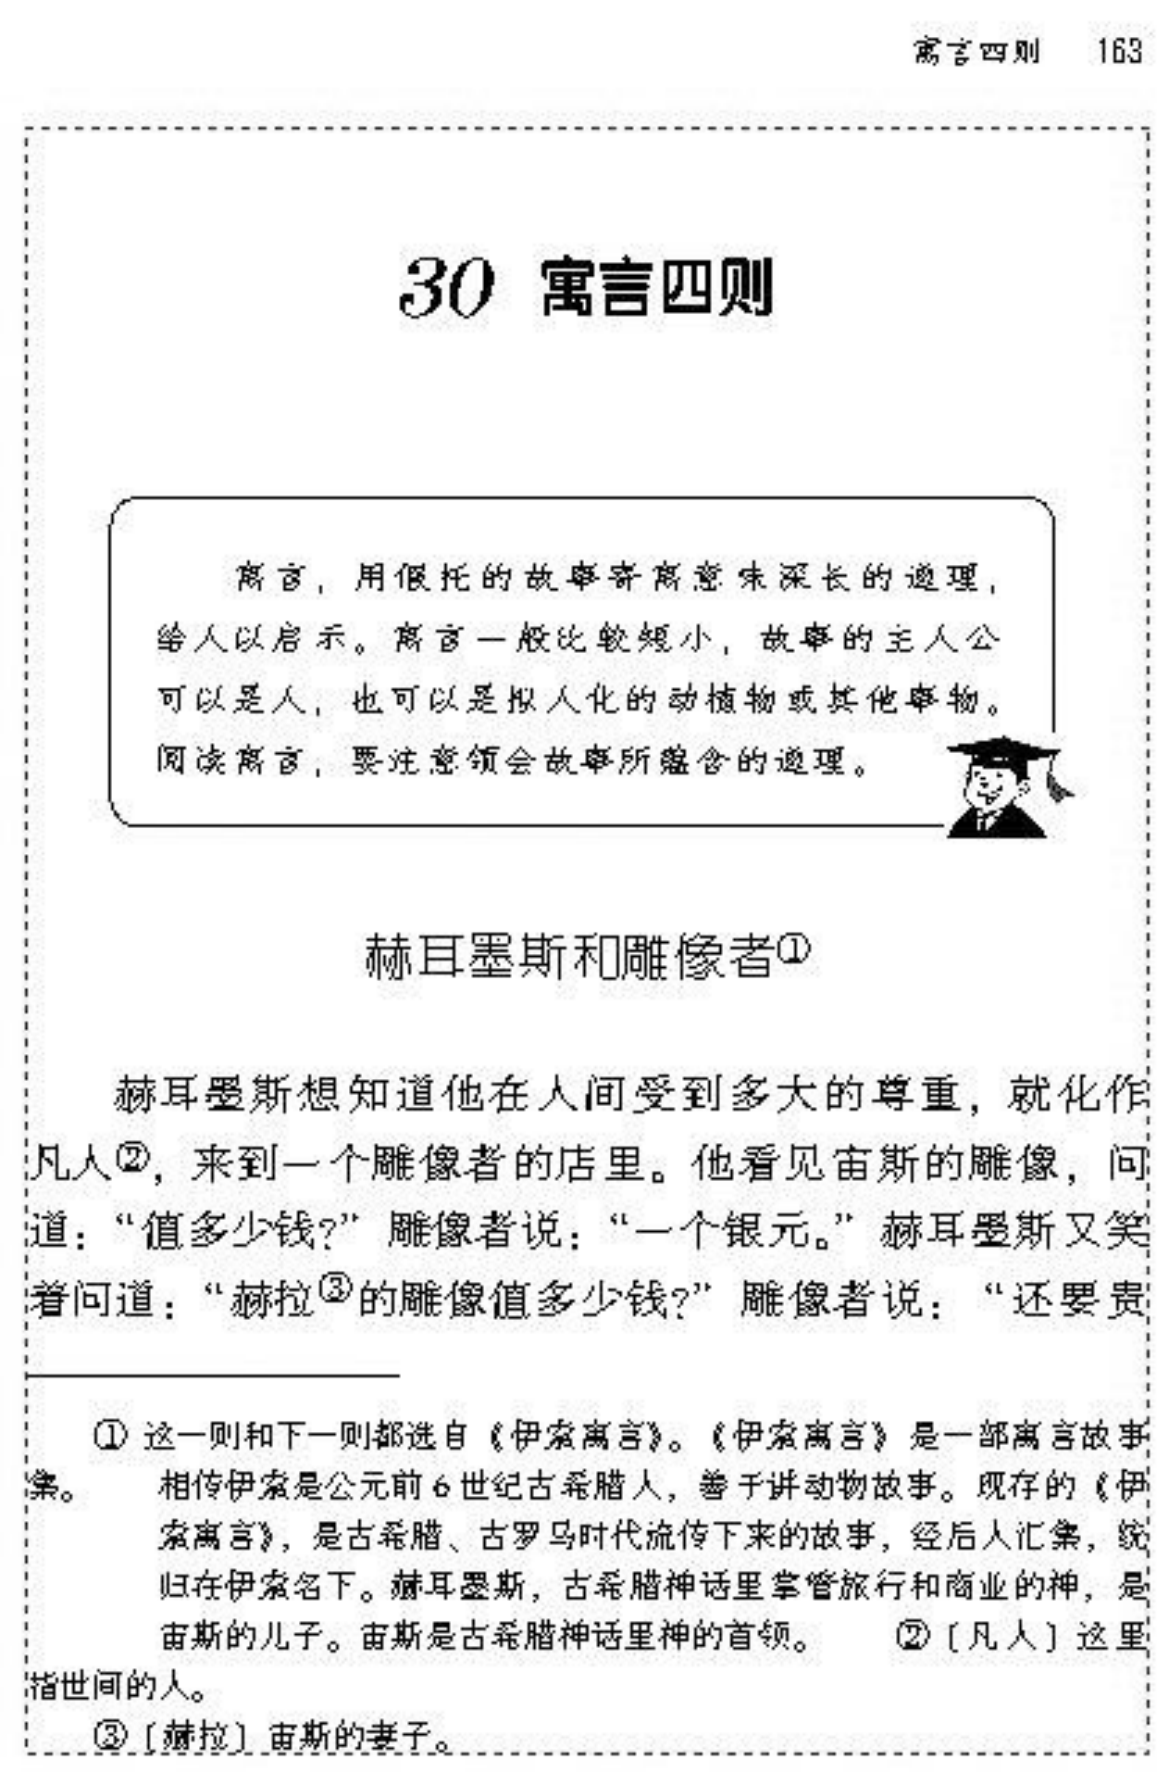 寓言四则 163
30 寓言四则
寓言，用假托的故事寄寓意味深长的道理，
给人以启示。寓言一般比较短小，故事的主人公
可以是人，也可以是拟人化的动植物或其他事物。
阅读寓言，要注意领会故事所蕴含的道理。
赫耳墨斯和雕像者①
赫耳墨斯想知道他在人间受到多大的尊重，就化作
凡人②，来到一个雕像者的店里。他看见宙斯的雕像，问
道：“值多少钱？”雕像者说：“一个银元。”赫耳墨斯又笑
着问道：“赫拉③的雕像值多少钱？”雕像者说：“还要贵
① 这一则和下一则都选自《伊索寓言》。《伊索寓言》是一部寓言故事
集。 相传伊索是公元前6世纪古希腊人，善于讲动物故事。现存的《伊
索寓言》，是古希腊、古罗马时代流传下来的故事，经后人汇集，统
归在伊索名下。赫耳墨斯，古希腊神话里掌管旅行和商业的神，是
宙斯的儿子。宙斯是古希腊神话里神的首领。 ②〔凡人〕这里
指世间的人。
③〔赫拉〕宙斯的妻子。